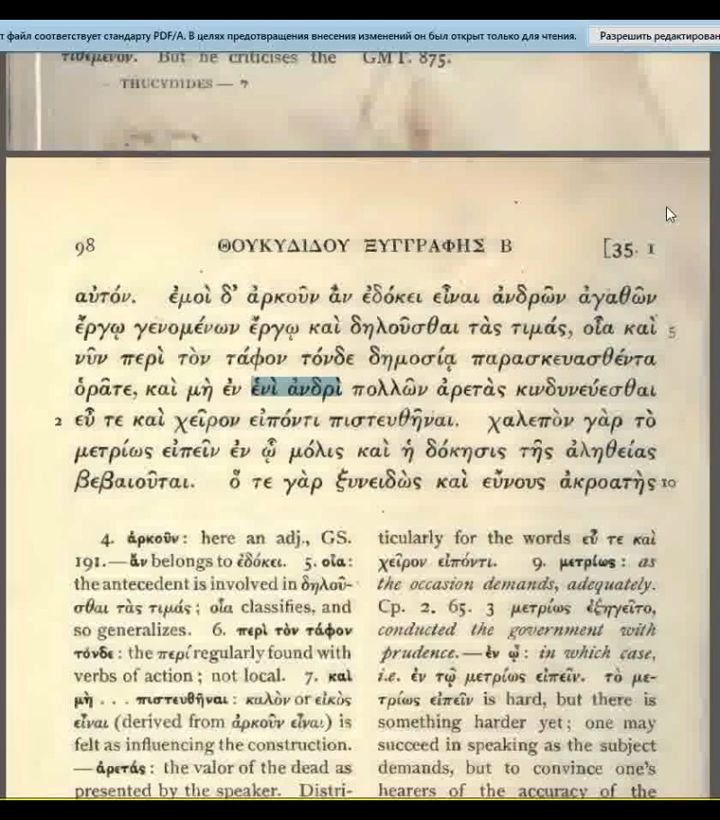 т файл соответствует стандарту PDF/A. В целях предотвращения внесения изменений он был открыт только для чтения. Разрешить редактирован
τιθέμενον. But he criticises the
THUCYDIDES — 7
GMT. 875.
98 ΘΟΥΚΥΔΙΔΟΥ ΞΥΓΓΡΑΦΗΣ Β [35. 1
αὐτόν. ἐμοὶ δ' ἀρκοῦν ἂν ἐδόκει εἶναι ἀνδρῶν ἀγαθῶν
ἔργῳ γενομένων ἔργῳ καὶ δηλοῦσθαι τὰς τιμάς, οἷα καὶ 5
νῦν περὶ τὸν τάφον τόνδε δημοσίᾳ παρασκευασθέντα
ὁρᾶτε, καὶ μὴ ἐν ἑνὶ ἀνδρὶ πολλῶν ἀρετὰς κινδυνεύεσθαι
2 εὖ τε καὶ χεῖρον εἰπόντι πιστευθῆναι. χαλεπὸν γὰρ τὸ
μετρίως εἰπεῖν ἐν ᾧ μόλις καὶ ἡ δόκησις τῆς ἀληθείας
βεβαιοῦται. ὅ τε γὰρ ξυνειδὼς καὶ εὔνους ἀκροατὴς 10
4. ἀρκοῦν: here an adj., GS.
191.—ἄν belongs to ἐδόκει. 5. οἷα:
the antecedent is involved in δηλοῦ-
σθαι τὰς τιμάς; οἷα classifies, and
so generalizes. 6. περὶ τὸν τάφον
τόνδε: the περί regularly found with
verbs of action; not local. 7. καὶ
μὴ . . . πιστευθῆναι: καλὸν or εἰκὸς
εἶναι (derived from ἀρκοῦν εἶναι) is
felt as influencing the construction.
—ἀρετάς: the valor of the dead as
presented by the speaker. Distri-
ticularly for the words εὖ τε καὶ
χεῖρον εἰπόντι. 9. μετρίως: as
the occasion demands, adequately.
Cp. 2. 65. 3 μετρίως ἐξηγεῖτο,
conducted the government with
prudence.—ἐν ᾧ: in which case,
i.e. ἐν τῷ μετρίως εἰπεῖν. τὸ με-
τρίως εἰπεῖν is hard, but there is
something harder yet; one may
succeed in speaking as the subject
demands, but to convince one's
hearers of the accuracy of the